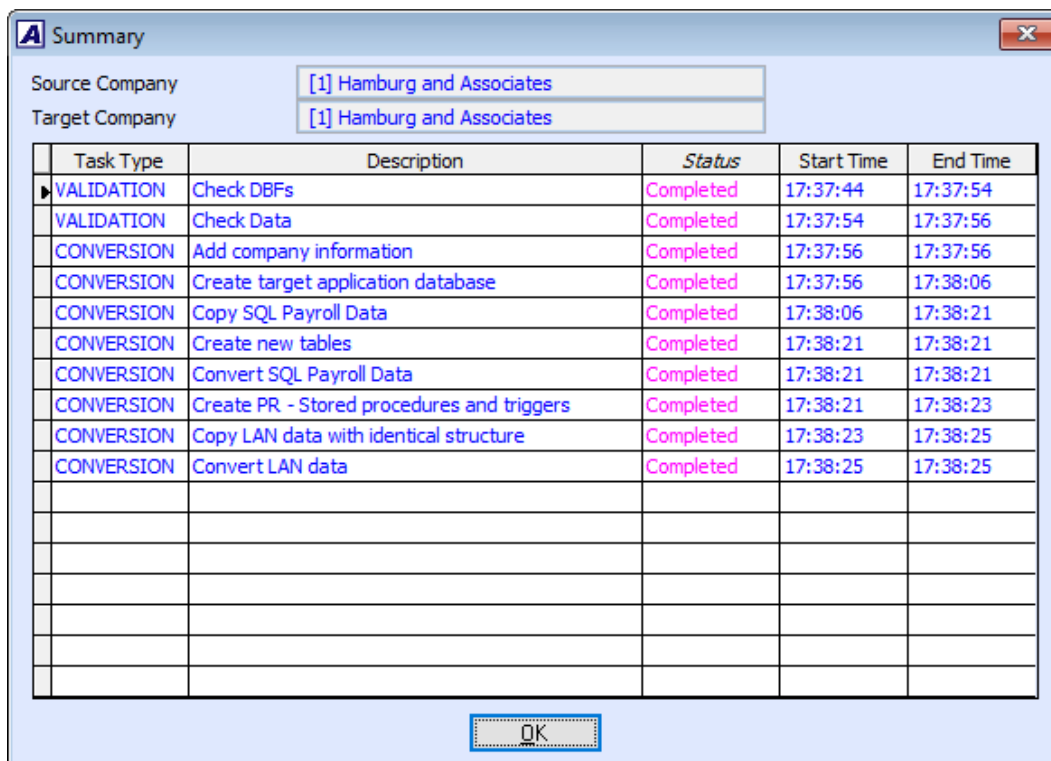 A Summary
Source Company [1] Hamburg and Associates
Target Company [1] Hamburg and Associates
Task Type Description Status Start Time End Time
VALIDATION Check DBFs Completed 17:37:44 17:37:54
VALIDATION Check Data Completed 17:37:54 17:37:56
CONVERSION Add company information Completed 17:37:56 17:37:56
CONVERSION Create target application database Completed 17:37:56 17:38:06
CONVERSION Copy SQL Payroll Data Completed 17:38:06 17:38:21
CONVERSION Create new tables Completed 17:38:21 17:38:21
CONVERSION Convert SQL Payroll Data Completed 17:38:21 17:38:21
CONVERSION Create PR - Stored procedures and triggers Completed 17:38:21 17:38:23
CONVERSION Copy LAN data with identical structure Completed 17:38:23 17:38:25
CONVERSION Convert LAN data Completed 17:38:25 17:38:25
OK